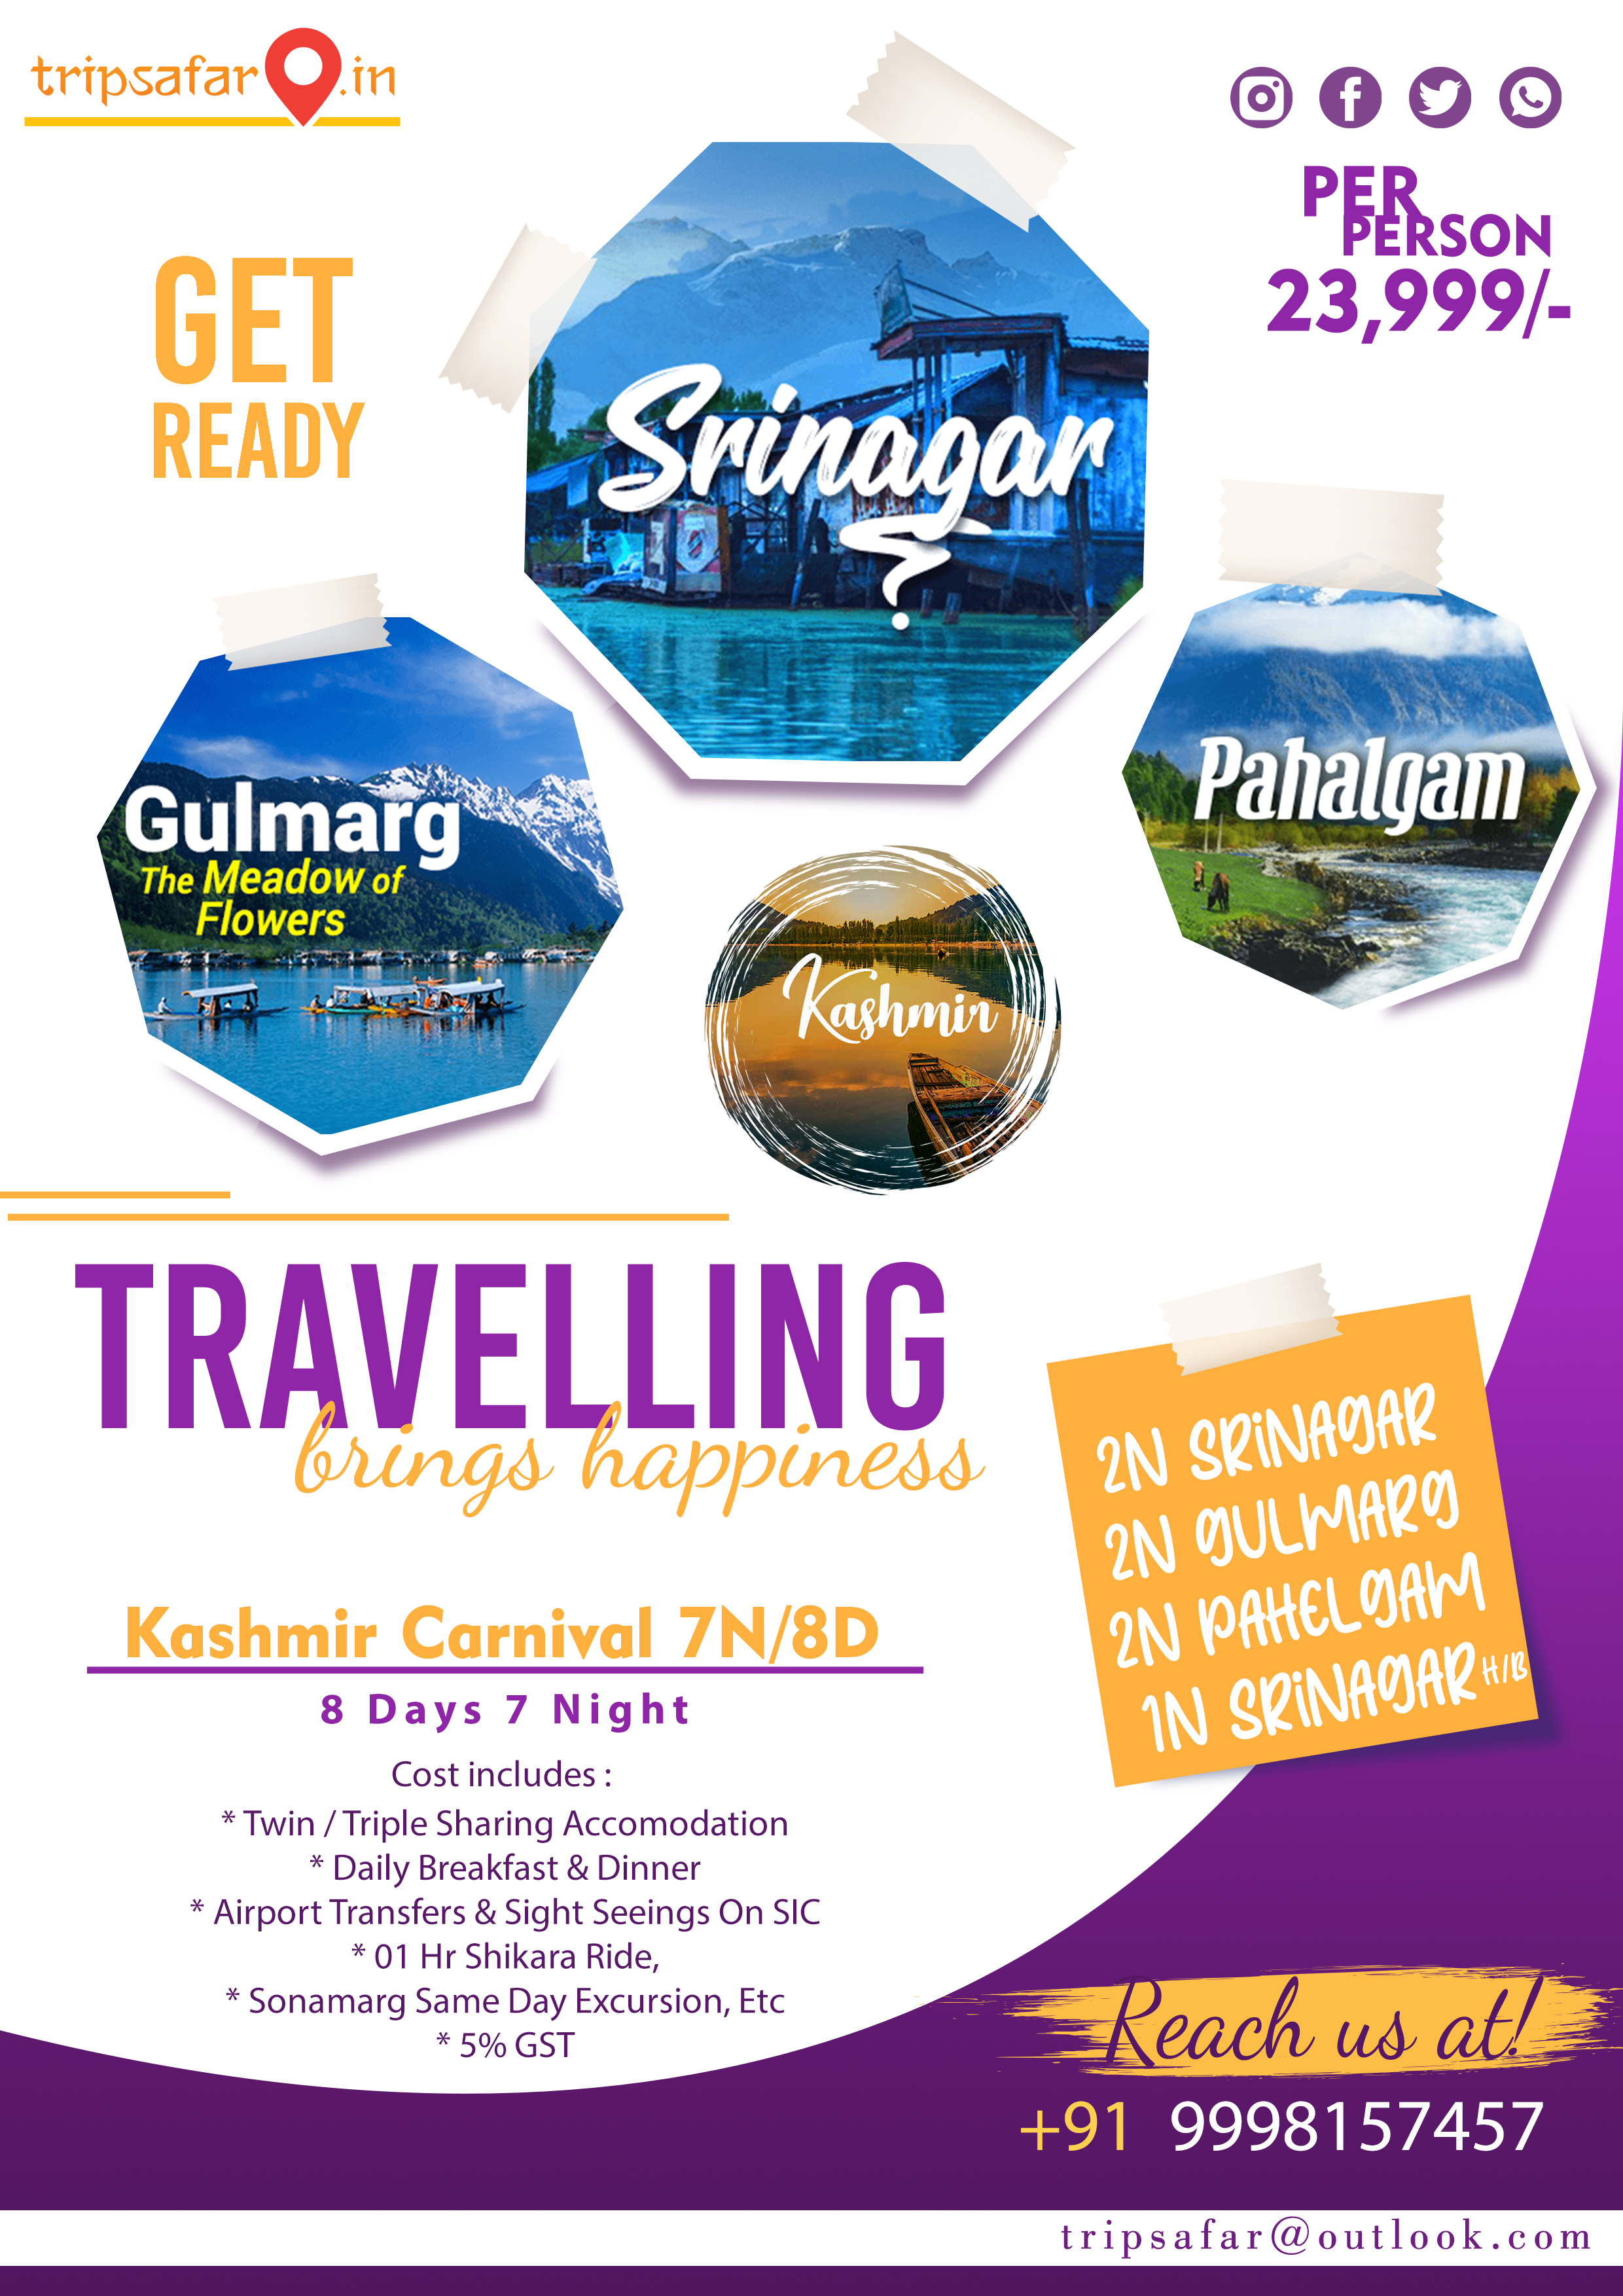 tripsafar.in
PER
PERSON
23,999/-
GET
READY
Srinagar
Gulmarg
The Meadow of
Flowers
Pahalgam
Kashmir
TRAVELLING
brings happiness
2N SRiNAGAR
2N GULMARG
2N PAHELGAM
1N SRiNAGAR H/B
Kashmir Carnival 7N/8D
8 Days 7 Night
Cost includes :
* Twin / Triple Sharing Accomodation
* Daily Breakfast & Dinner
* Airport Transfers & Sight Seeings On SIC
* 01 Hr Shikara Ride,
* Sonamarg Same Day Excursion, Etc
* 5% GST
Reach us at!
+91 9998157457
tripsafar@outlook.com